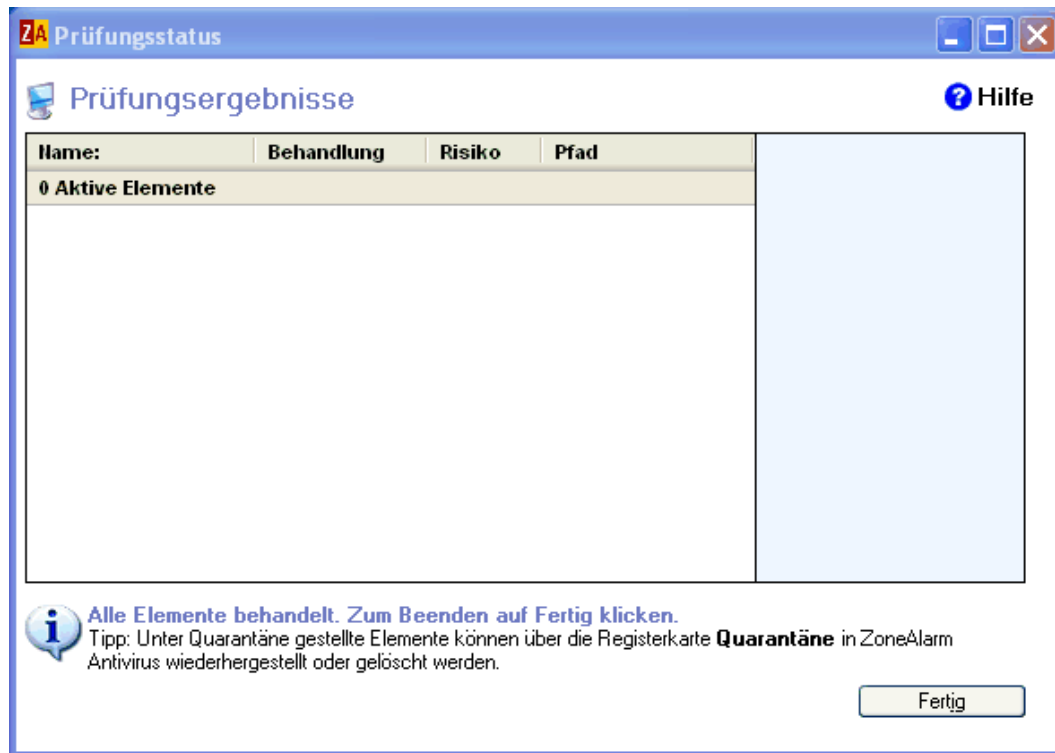 ZA Prüfungsstatus
Prüfungsergebnisse
Hilfe
Name: Behandlung Risiko Pfad
0 Aktive Elemente
Alle Elemente behandelt. Zum Beenden auf Fertig klicken.
Tipp: Unter Quarantäne gestellte Elemente können über die Registerkarte Quarantäne in ZoneAlarm
Antivirus wiederhergestellt oder gelöscht werden.
Fertig